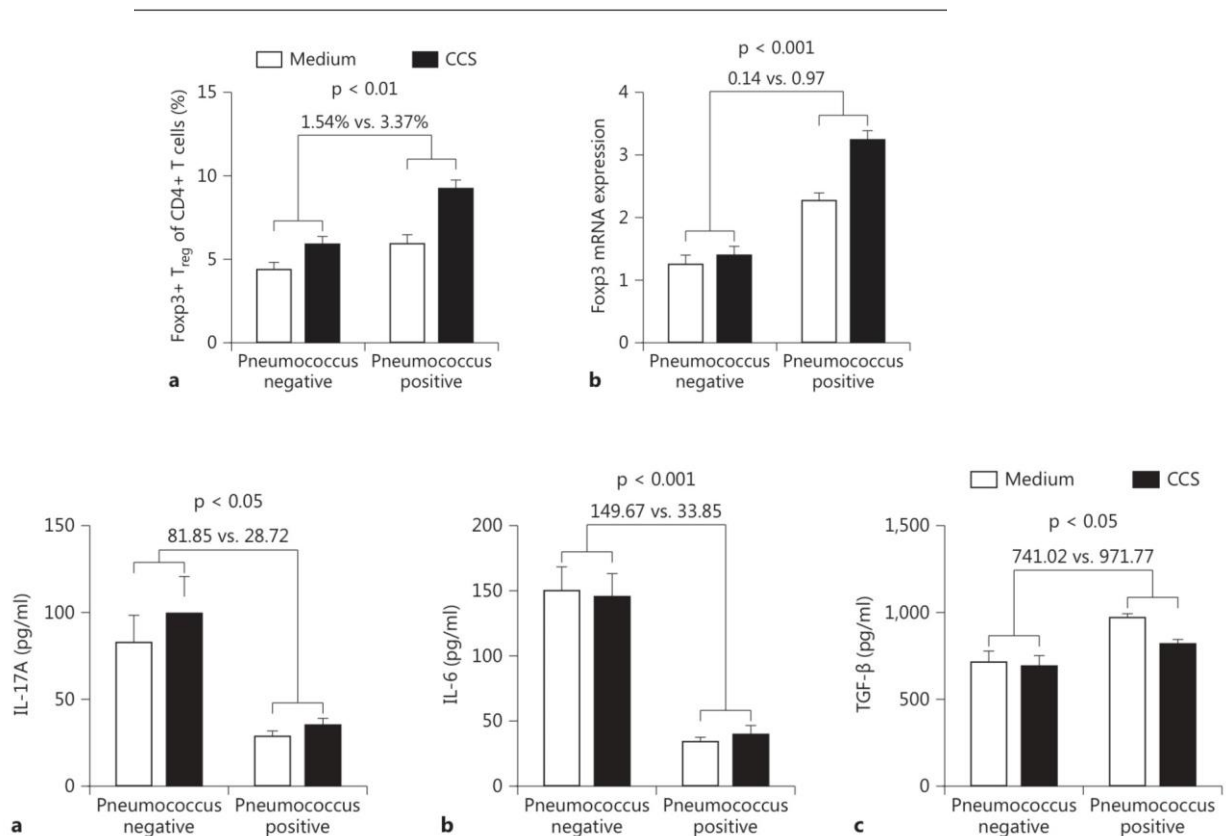 Medium
CCS
p < 0.01
1.54% vs. 3.37%
Foxp3+ Treg of CD4+ T cells (%)
15
10
5
0
Pneumococcus
negative
Pneumococcus
positive
a
p < 0.001
0.14 vs. 0.97
Foxp3 mRNA expression
4
3
2
1
0
Pneumococcus
negative
Pneumococcus
positive
b
p < 0.05
81.85 vs. 28.72
IL-17A (pg/ml)
150
100
50
0
Pneumococcus
negative
Pneumococcus
positive
a
p < 0.001
149.67 vs. 33.85
IL-6 (pg/ml)
200
150
100
50
0
Pneumococcus
negative
Pneumococcus
positive
b
Medium
CCS
p < 0.05
741.02 vs. 971.77
TGF-β (pg/ml)
1,500
1,000
500
0
Pneumococcus
negative
Pneumococcus
positive
c